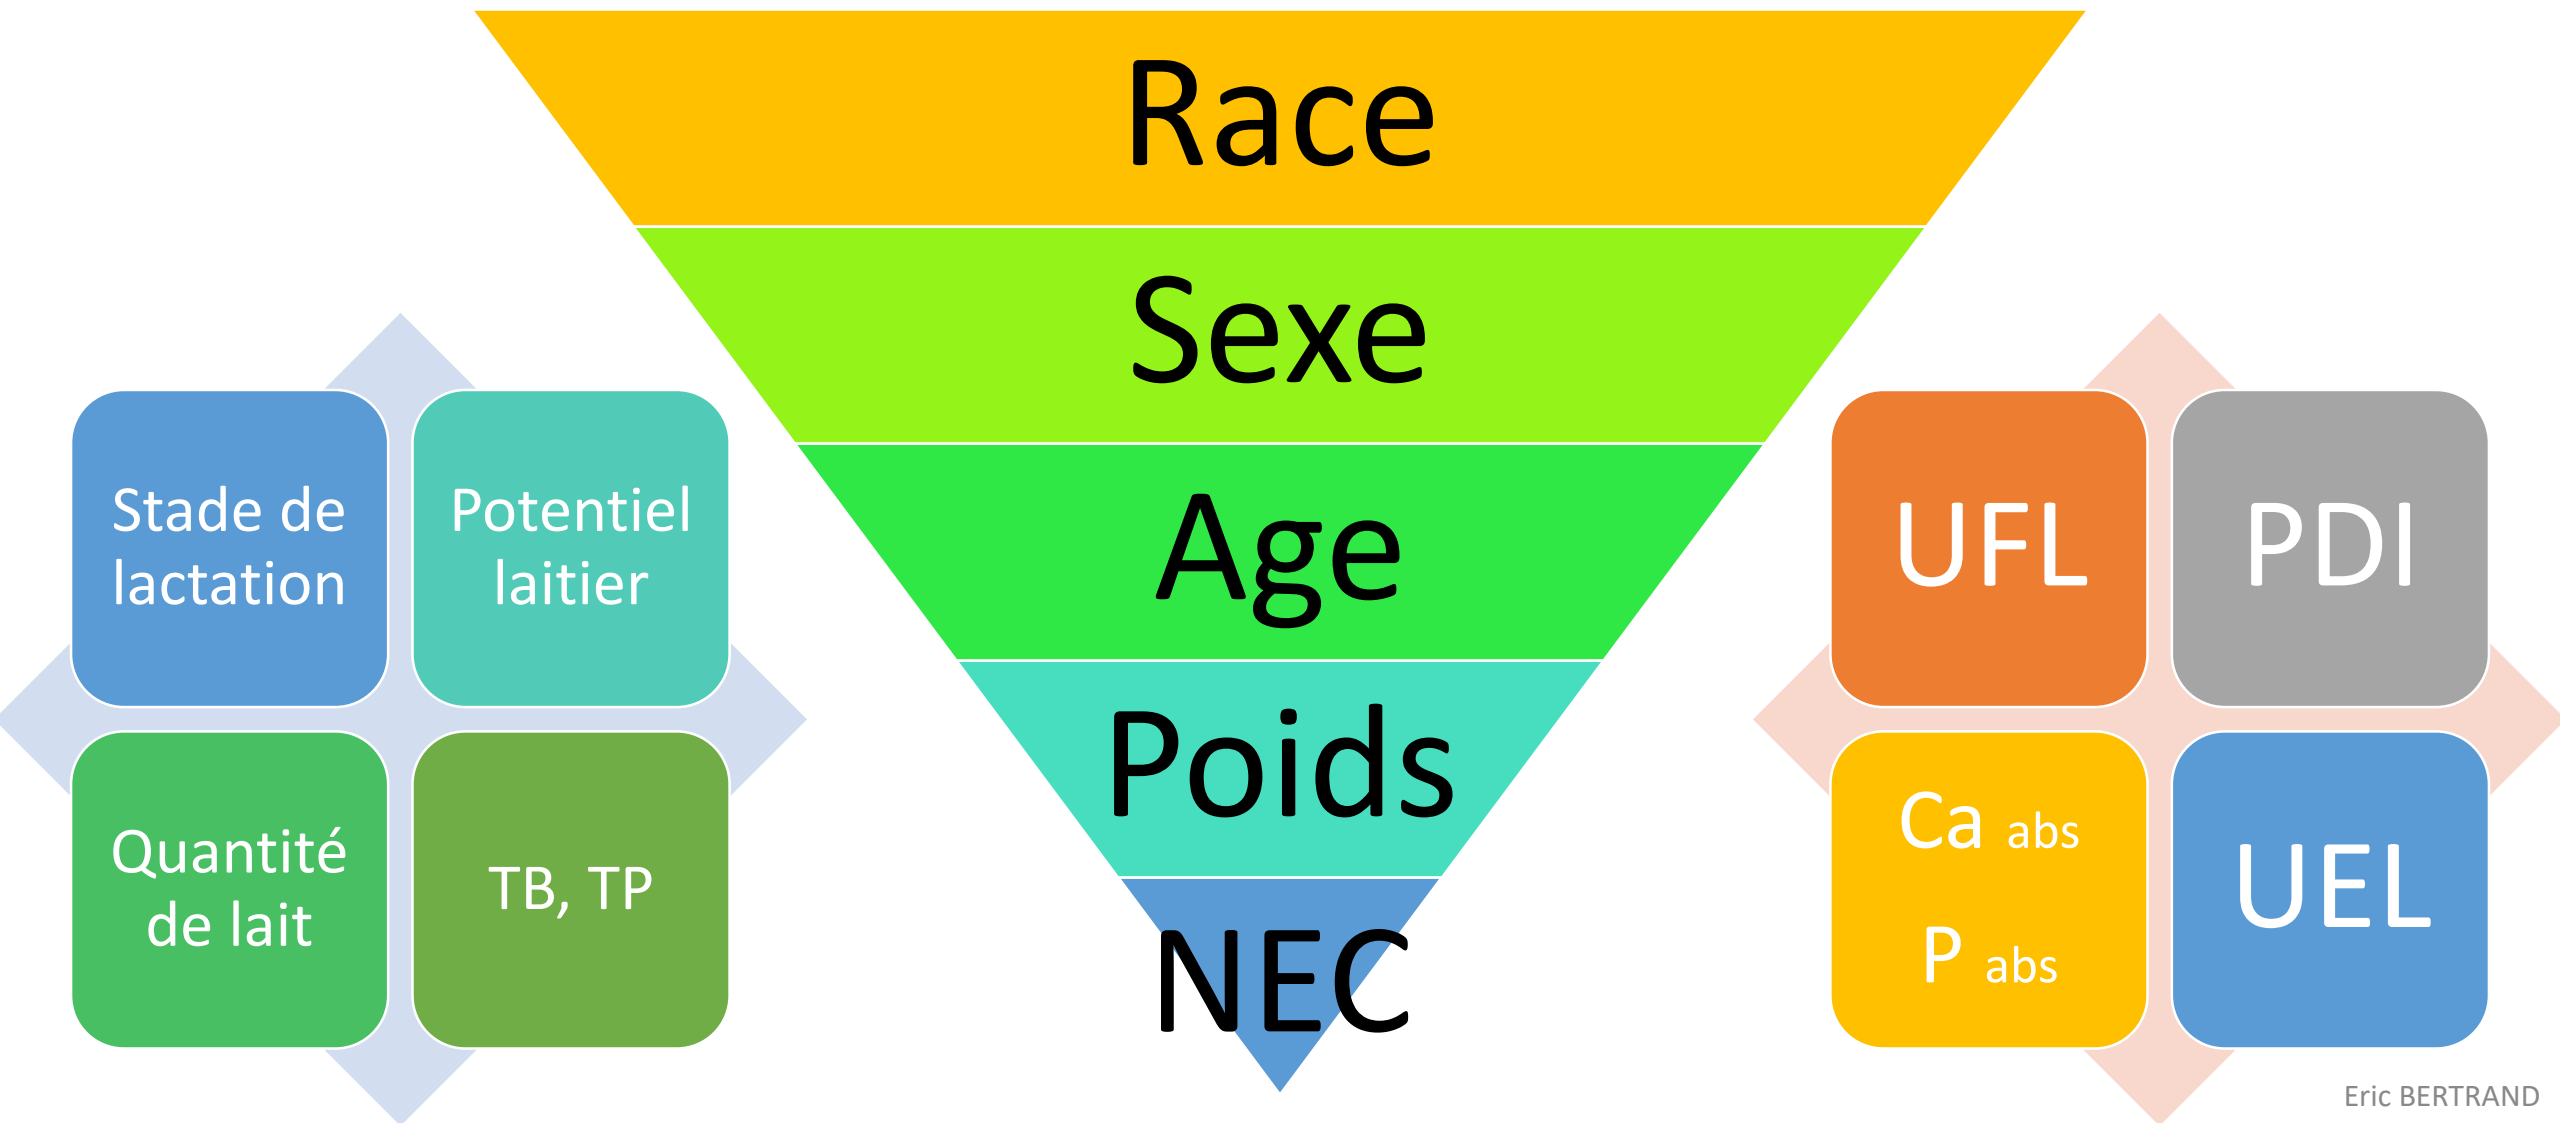 Race
Sexe
Age
Poids
NEC
Stade de
lactation
Potentiel
laitier
Quantité
de lait
TB, TP
UFL
PDI
Ca abs
P abs
UEL
Eric BERTRAND